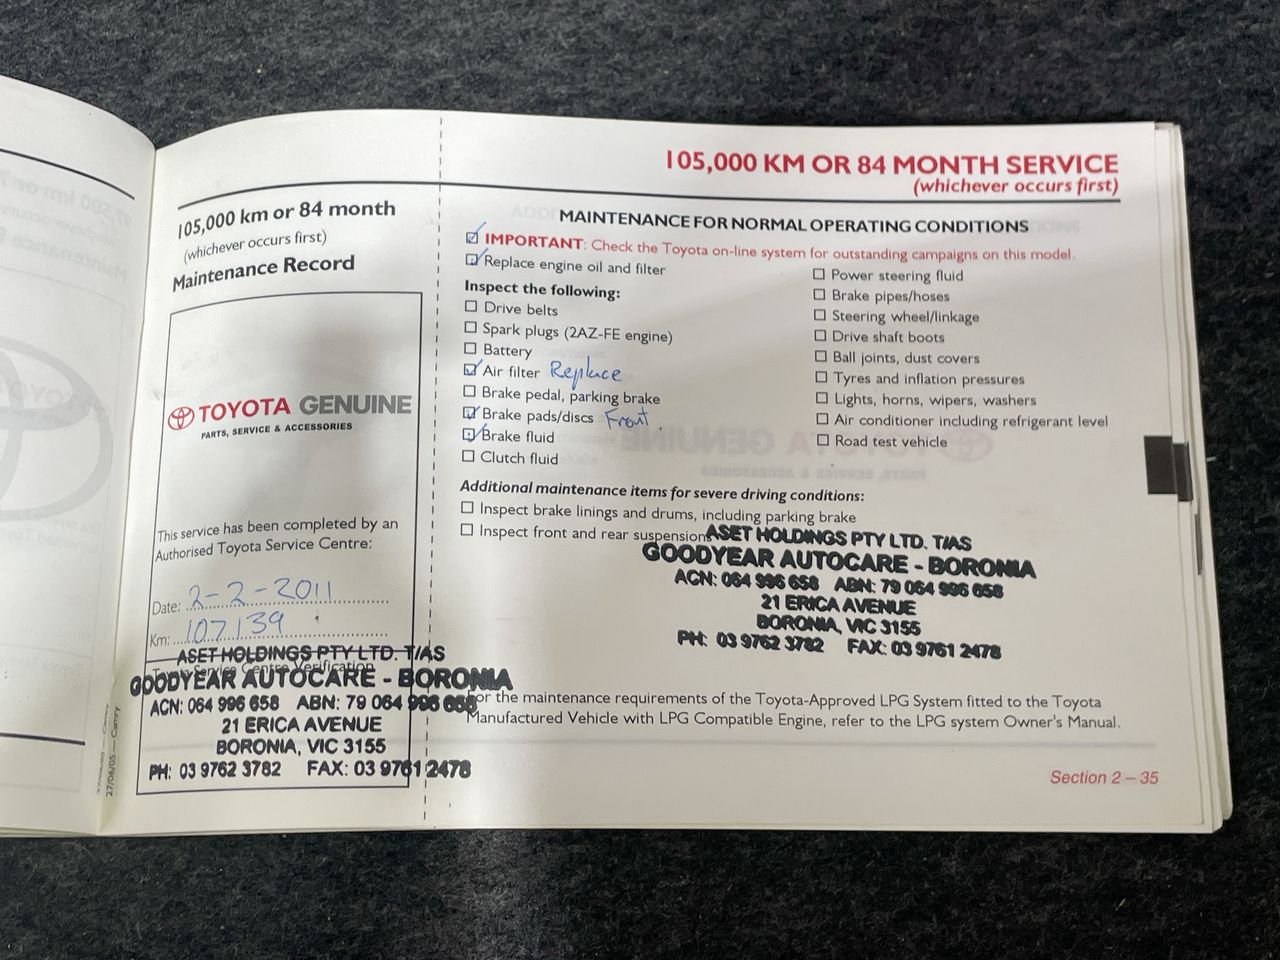 105,000 km or 84 month
(whichever occurs first)
Maintenance Record
TOYOTA GENUINE
PARTS, SERVICE & ACCESSORIES
This service has been completed by an
Authorised Toyota Service Centre:
Date: 2-2-2011
Km: 107139
Toyota Service Centre Verification
ASET HOLDINGS PTY LTD. T/AS
GOODYEAR AUTOCARE - BORONIA
ACN: 064 996 658 ABN: 79 064 996 658
21 ERICA AVENUE
BORONIA, VIC 3155
PH: 03 9762 3782 FAX: 03 9761 2478
27/06/05 — Camry
105,000 KM OR 84 MONTH SERVICE
(whichever occurs first)
MAINTENANCE FOR NORMAL OPERATING CONDITIONS
IMPORTANT: Check the Toyota on-line system for outstanding campaigns on this model.
Replace engine oil and filter
Inspect the following:
Drive belts
Spark plugs (2AZ-FE engine)
Battery
Air filter Replace
Brake pedal, parking brake
Brake pads/discs Front
Brake fluid
Clutch fluid
Power steering fluid
Brake pipes/hoses
Steering wheel/linkage
Drive shaft boots
Ball joints, dust covers
Tyres and inflation pressures
Lights, horns, wipers, washers
Air conditioner including refrigerant level
Road test vehicle
Additional maintenance items for severe driving conditions:
Inspect brake linings and drums, including parking brake
Inspect front and rear suspension
ASET HOLDINGS PTY LTD. T/AS
GOODYEAR AUTOCARE - BORONIA
ACN: 064 996 658 ABN: 79 064 996 658
21 ERICA AVENUE
BORONIA, VIC 3155
PH: 03 9762 3782 FAX: 03 9761 2478
For the maintenance requirements of the Toyota-Approved LPG System fitted to the Toyota
Manufactured Vehicle with LPG Compatible Engine, refer to the LPG system Owner's Manual.
Section 2 – 35